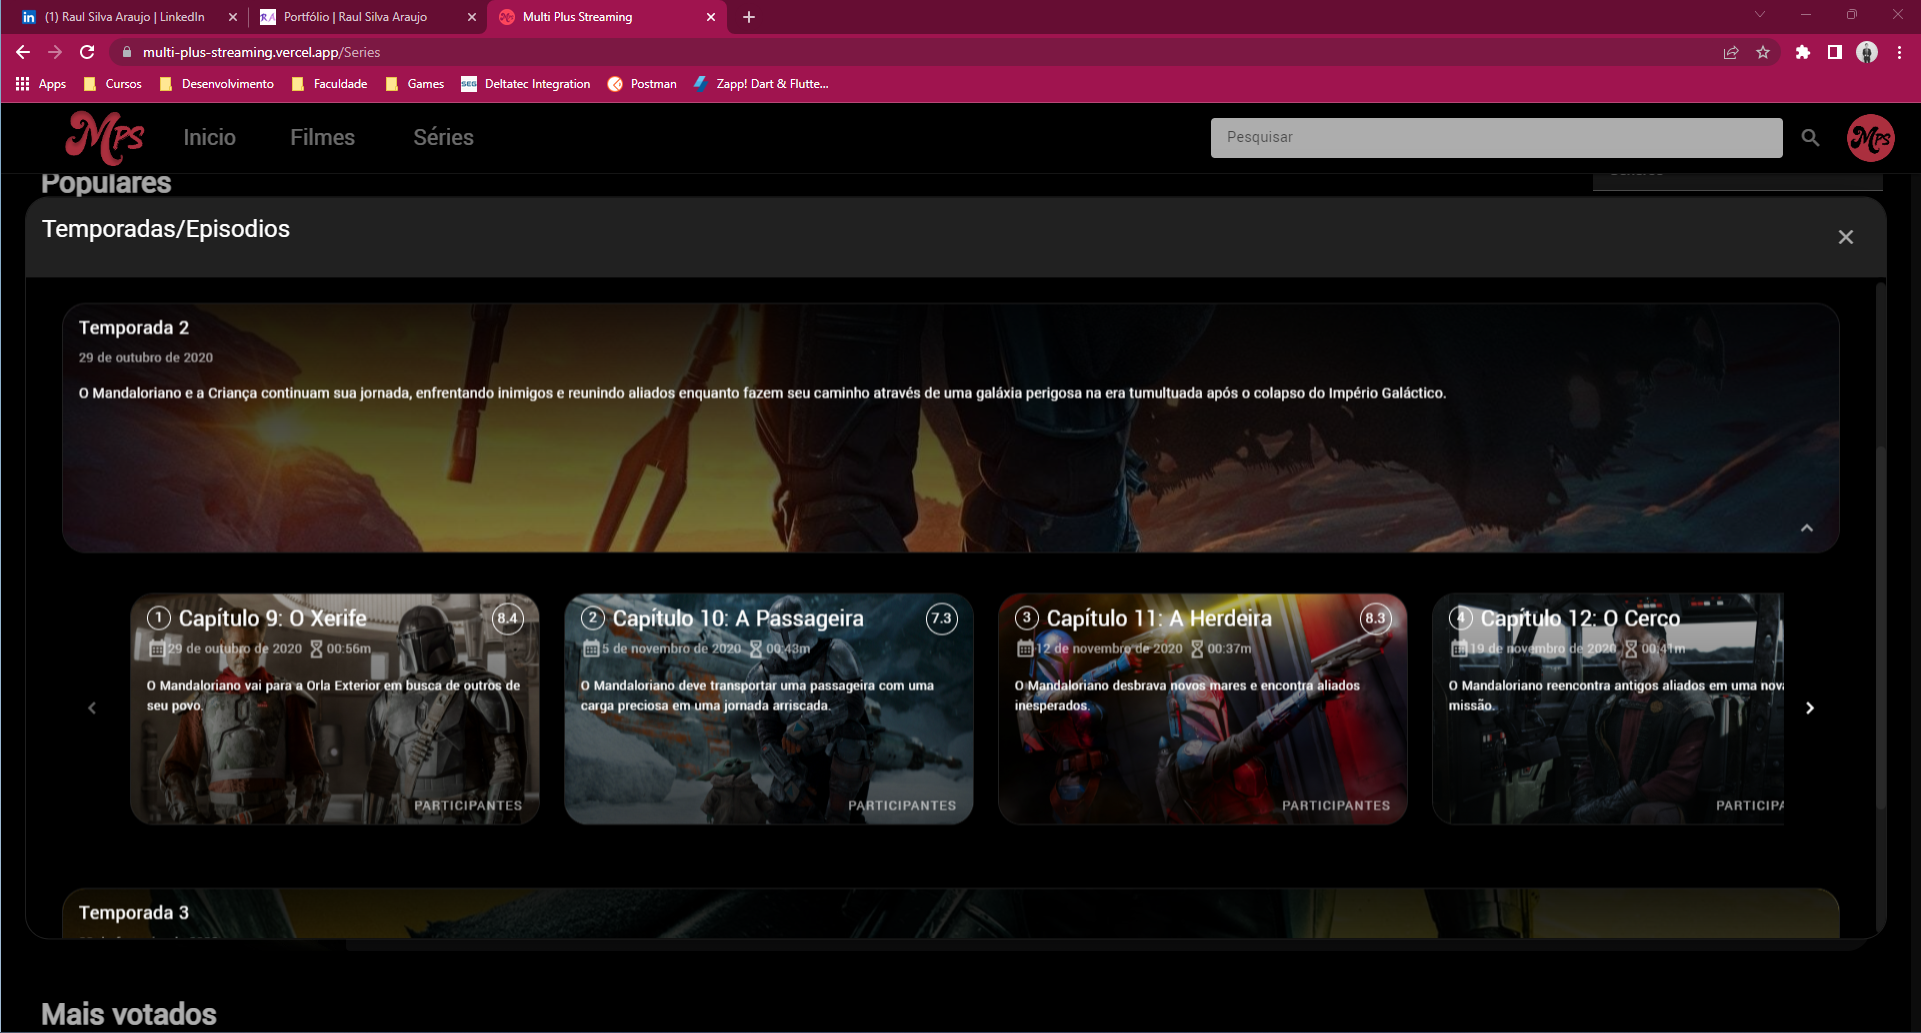 (1) Raul Silva Araujo | LinkedIn
Portfólio | Raul Silva Araujo
Multi Plus Streaming
multi-plus-streaming.vercel.app/Series
Apps Cursos Desenvolvimento Faculdade Games SEG Deltatec Integration Postman Zapp! Dart & Flutte...
Mps Inicio Filmes Séries Pesquisar Mps
Populares
Temporadas/Episodios
Temporada 2
29 de outubro de 2020
O Mandaloriano e a Criança continuam sua jornada, enfrentando inimigos e reunindo aliados enquanto fazem seu caminho através de uma galáxia perigosa na era tumultuada após o colapso do Império Galáctico.
1 Capítulo 9: O Xerife 8.4
29 de outubro de 2020 00:56m
O Mandaloriano vai para a Orla Exterior em busca de outros de
seu povo.
PARTICIPANTES
2 Capítulo 10: A Passageira 7.3
5 de novembro de 2020 00:43m
O Mandaloriano deve transportar uma passageira com uma
carga preciosa em uma jornada arriscada.
PARTICIPANTES
3 Capítulo 11: A Herdeira 8.3
12 de novembro de 2020 00:37m
O Mandaloriano desbrava novos mares e encontra aliados
inesperados.
PARTICIPANTES
4 Capítulo 12: O Cerco
19 de novembro de 2020 00:41m
O Mandaloriano reencontra antigos aliados em uma nova
missão.
PARTICIPA
Temporada 3
Mais votados